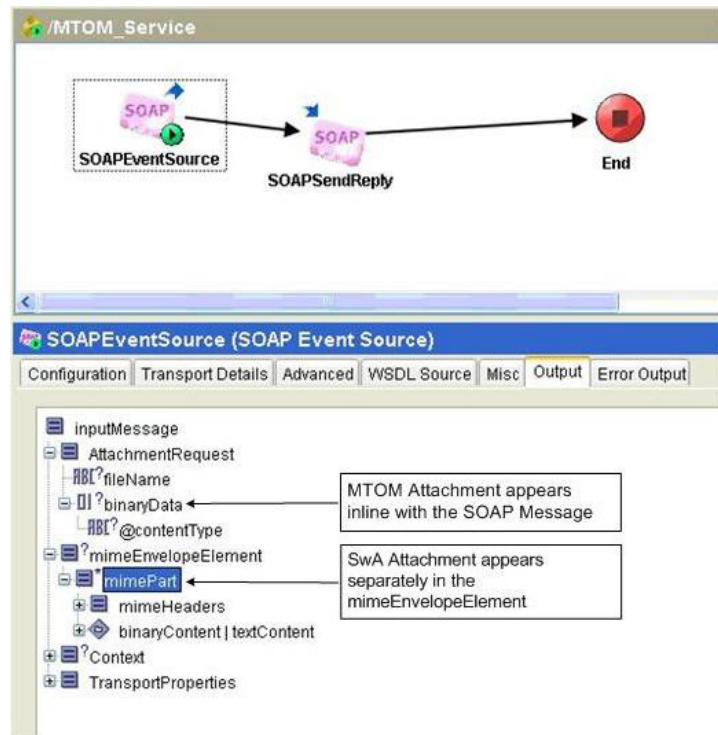 /MTOM_Service
SOAP
SOAPEventSource
SOAP
SOAPSendReply
End
SOAPEventSource (SOAP Event Source)
Configuration Transport Details Advanced WSDL Source Misc Output Error Output
inputMessage
AttachmentRequest
ABC?fileName
?binaryData
ABC?@contentType
MTOM Attachment appears
inline with the SOAP Message
?mimeEnvelopeElement
*mimePart
SwA Attachment appears
separately in the
mimeEnvelopeElement
mimeHeaders
binaryContent | textContent
?Context
TransportProperties